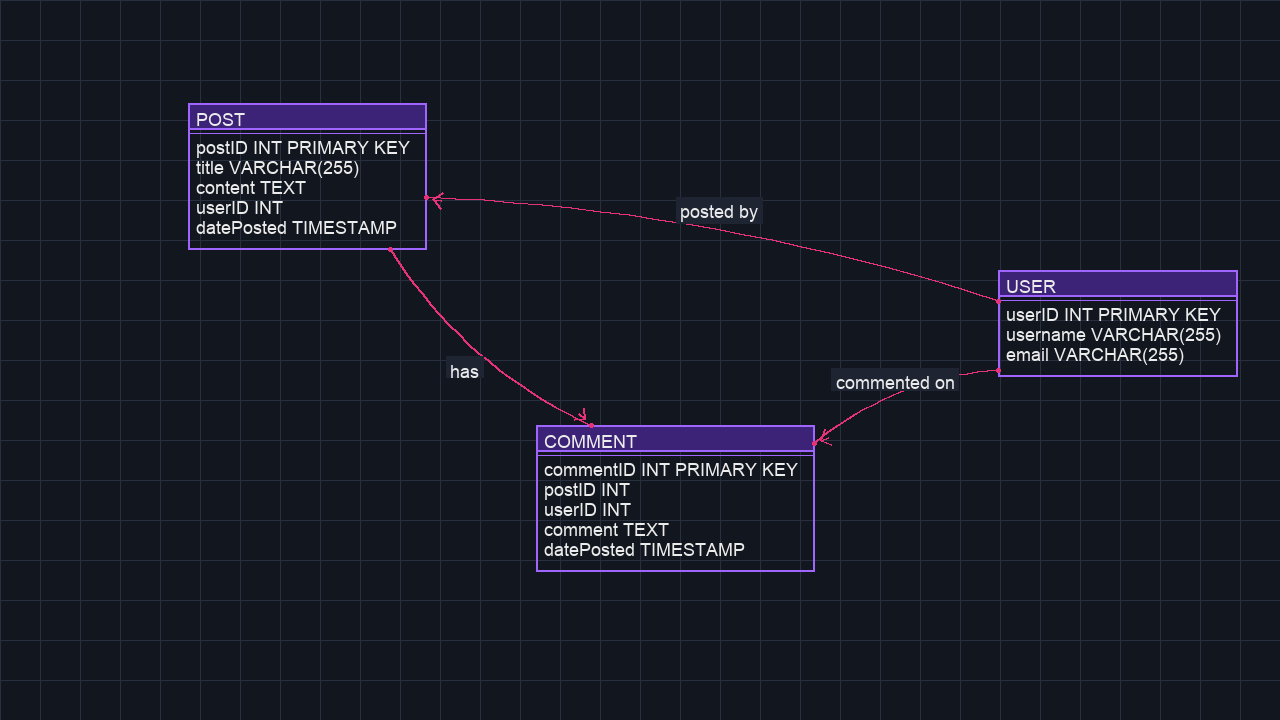 POST
postID INT PRIMARY KEY
title VARCHAR(255)
content TEXT
userID INT
datePosted TIMESTAMP
posted by
USER
userID INT PRIMARY KEY
username VARCHAR(255)
email VARCHAR(255)
has
commented on
COMMENT
commentID INT PRIMARY KEY
postID INT
userID INT
comment TEXT
datePosted TIMESTAMP